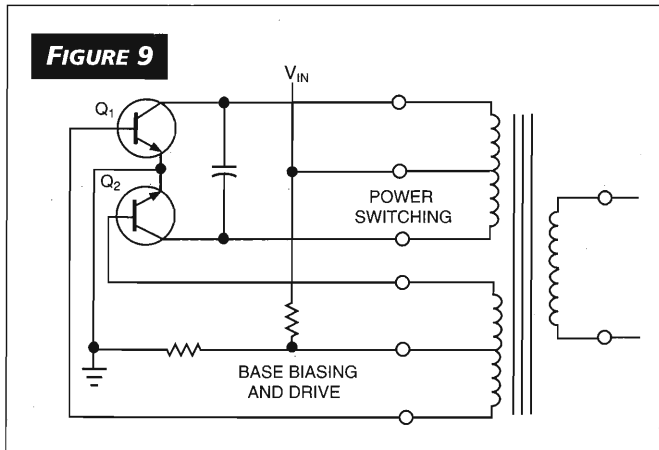 FIGURE 9
VIN
Q1
Q2
POWER
SWITCHING
BASE BIASING
AND DRIVE